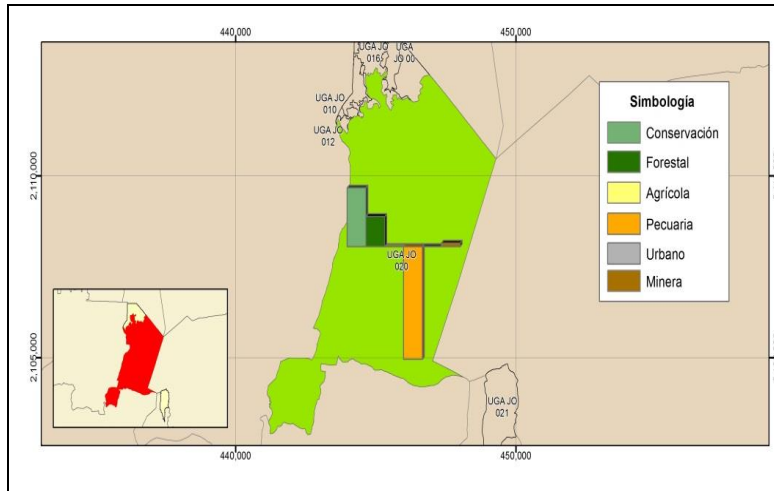 440,000
450,000
UGA JO
016
UGA
JO 00
UGA JO
010
UGA JO
012
2,110,000
UGA JO
020
2,105,000
UGA JO
021
Simbología
Conservación
Forestal
Agrícola
Pecuaria
Urbano
Minera
440,000
450,000